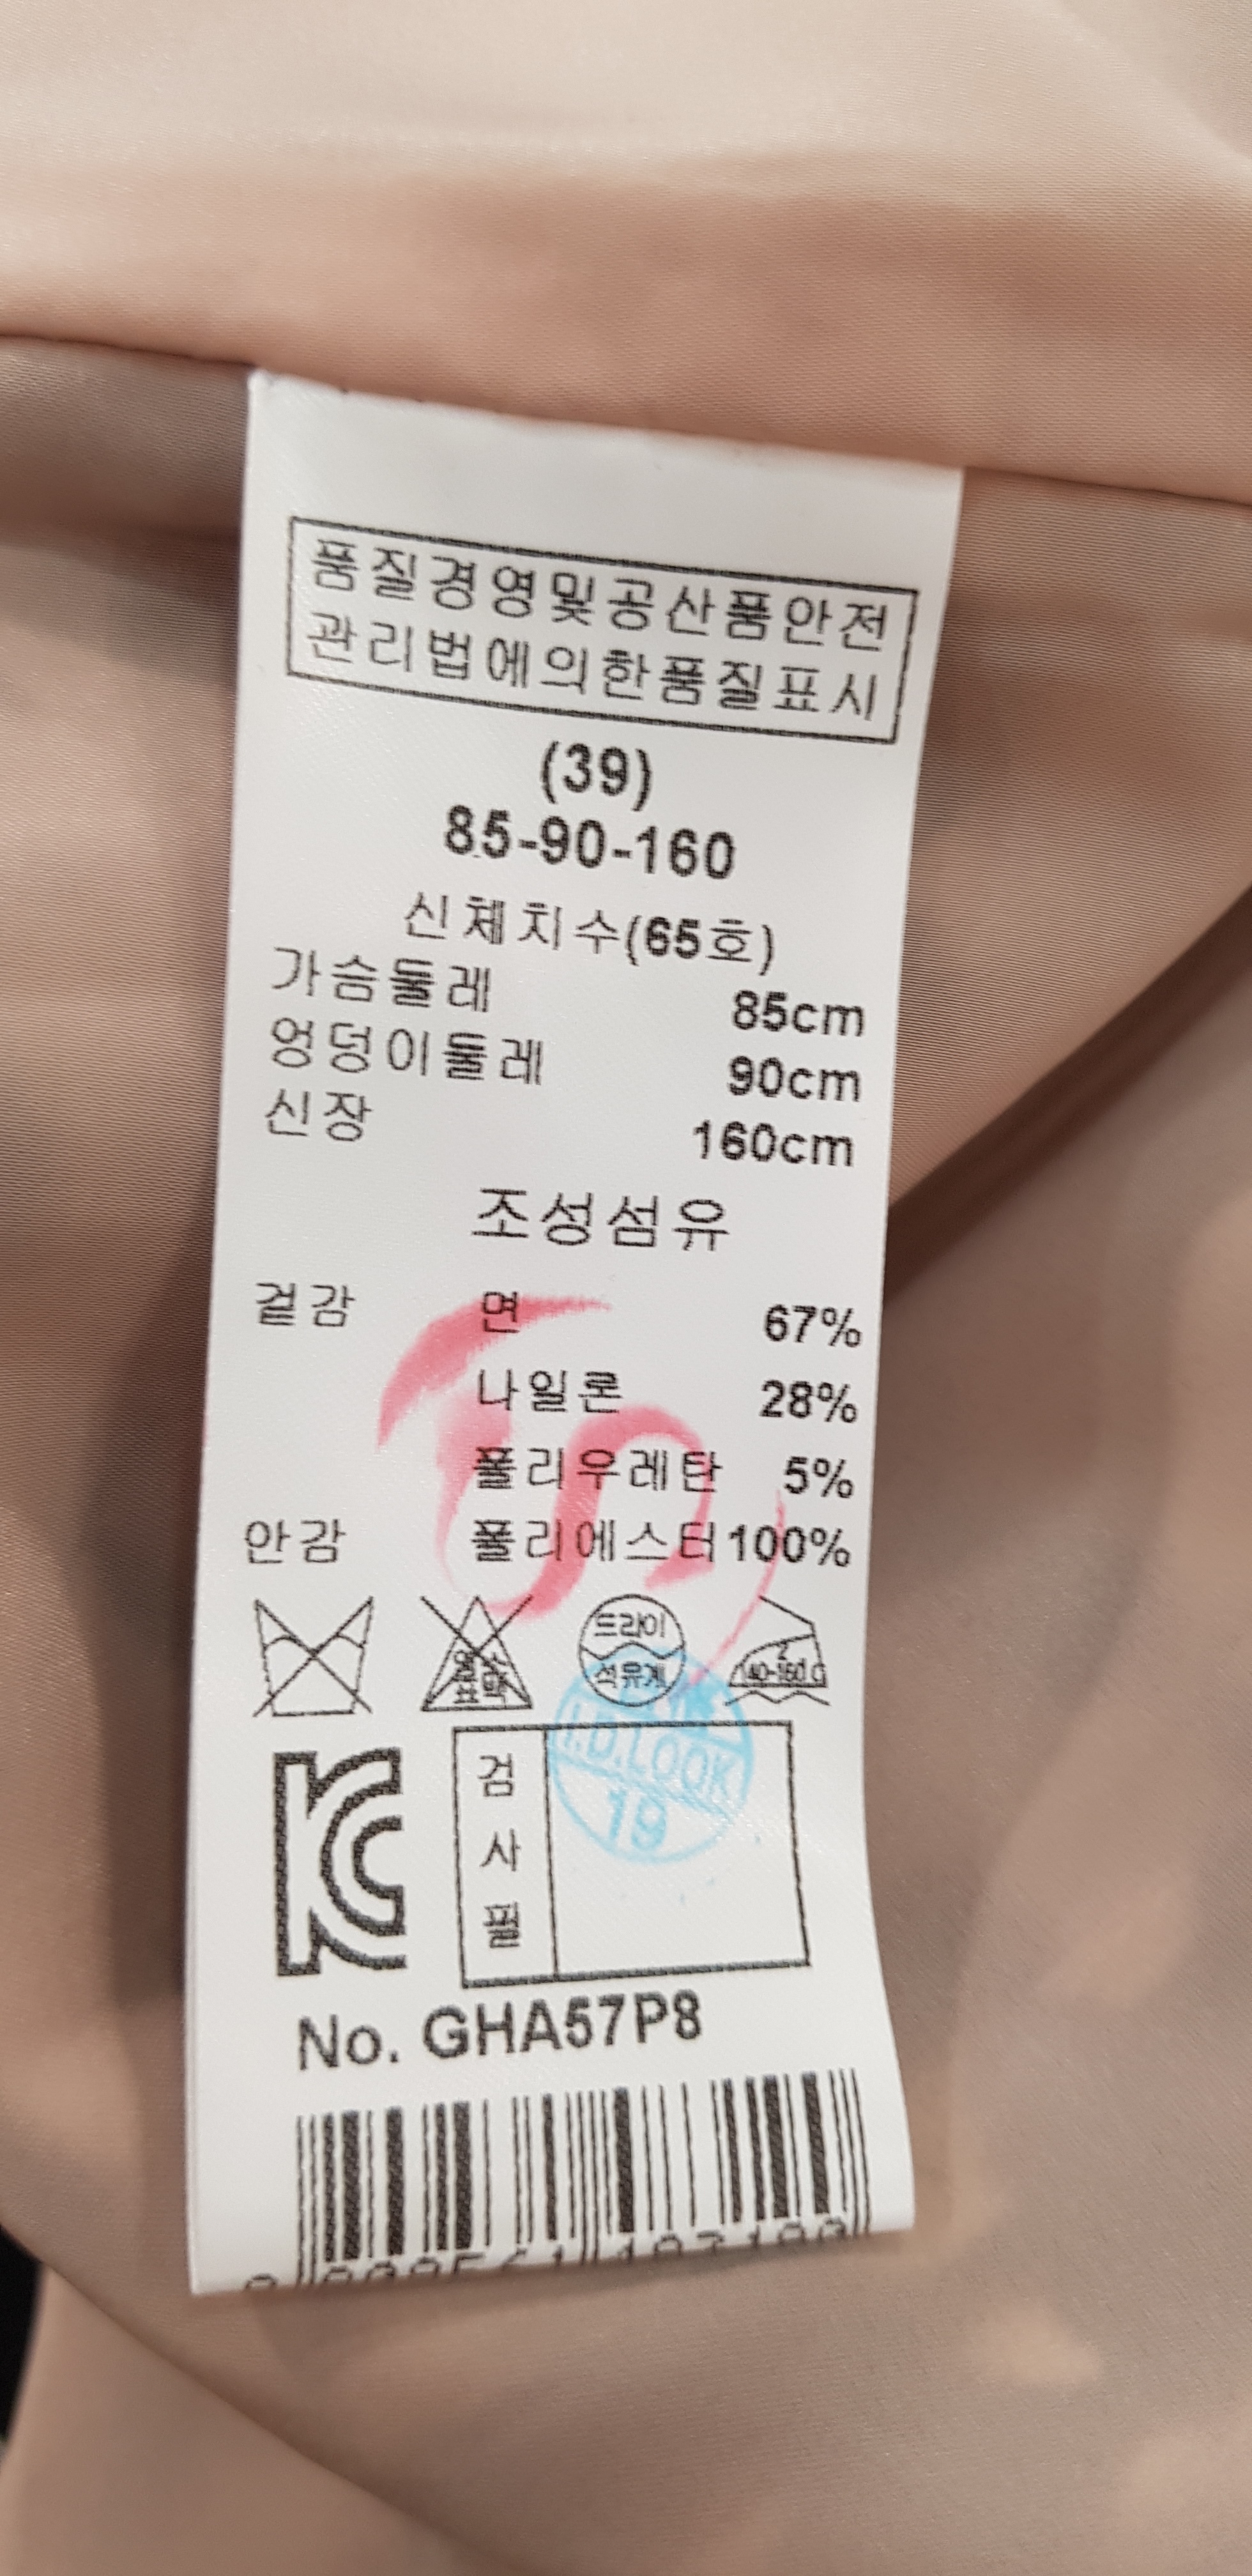 품질경영및공산품안전
관리법에의한품질표시
(39)
85-90-160
신체치수(65호)
가슴둘레 85cm
엉덩이둘레 90cm
신장 160cm
조성섬유
겉감 면 67%
나일론 28%
폴리우레탄 5%
안감 폴리에스터 100%
드라이
석유계
140-160.C
검사필
I.D.LOOK
19
No. GHA57P8